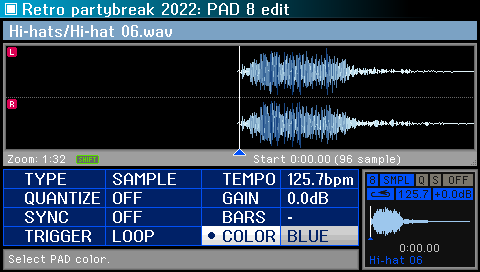 Retro partybreak 2022: PAD 8 edit
Hi-hats/Hi-hat 06.wav
L
R
Zoom: 1:32 SHIFT Start 0:00.00 (96 sample)
TYPE SAMPLE TEMPO 125.7bpm
QUANTIZE OFF GAIN 0.0dB
SYNC OFF BARS -
TRIGGER LOOP COLOR BLUE
Select PAD color.
8 SMPL Q S OFF
125.7 +0.0dB
0:00.00
Hi-hat 06